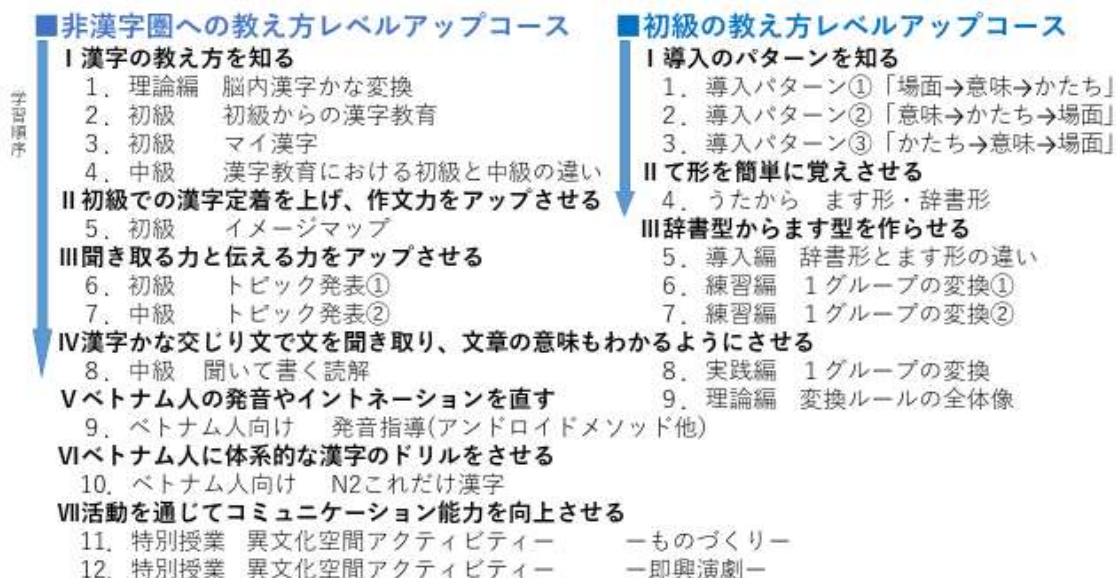 学習順序
■非漢字圏への教え方レベルアップコース
Ⅰ漢字の教え方を知る
1．理論編　脳内漢字かな変換
2．初級　　初級からの漢字教育
3．初級　　マイ漢字
4．中級　　漢字教育における初級と中級の違い
Ⅱ初級での漢字定着を上げ、作文力をアップさせる
5．初級　　イメージマップ
Ⅲ聞き取る力と伝える力をアップさせる
6．初級　　トピック発表①
7．中級　　トピック発表②
Ⅳ漢字かな交じり文で文を聞き取り、文章の意味もわかるようにさせる
8．中級　聞いて書く読解
Ⅴベトナム人の発音やイントネーションを直す
9．ベトナム人向け　発音指導(アンドロイドメソッド他)
Ⅵベトナム人に体系的な漢字のドリルをさせる
10．ベトナム人向け　N2これだけ漢字
Ⅶ活動を通じてコミュニケーション能力を向上させる
11．特別授業　異文化空間アクティビティー　　ーものづくりー
12．特別授業　異文化空間アクティビティー　　ー即興演劇ー
■初級の教え方レベルアップコース
Ⅰ導入のパターンを知る
1．導入パターン①「場面→意味→かたち」
2．導入パターン②「意味→かたち→場面」
3．導入パターン③「かたち→意味→場面」
Ⅱて形を簡単に覚えさせる
4．うたから　ます形・辞書形
Ⅲ辞書型からます型を作らせる
5．導入編　辞書形とます形の違い
6．練習編　1グループの変換①
7．練習編　1グループの変換②
8．実践編　1グループの変換
9．理論編　変換ルールの全体像